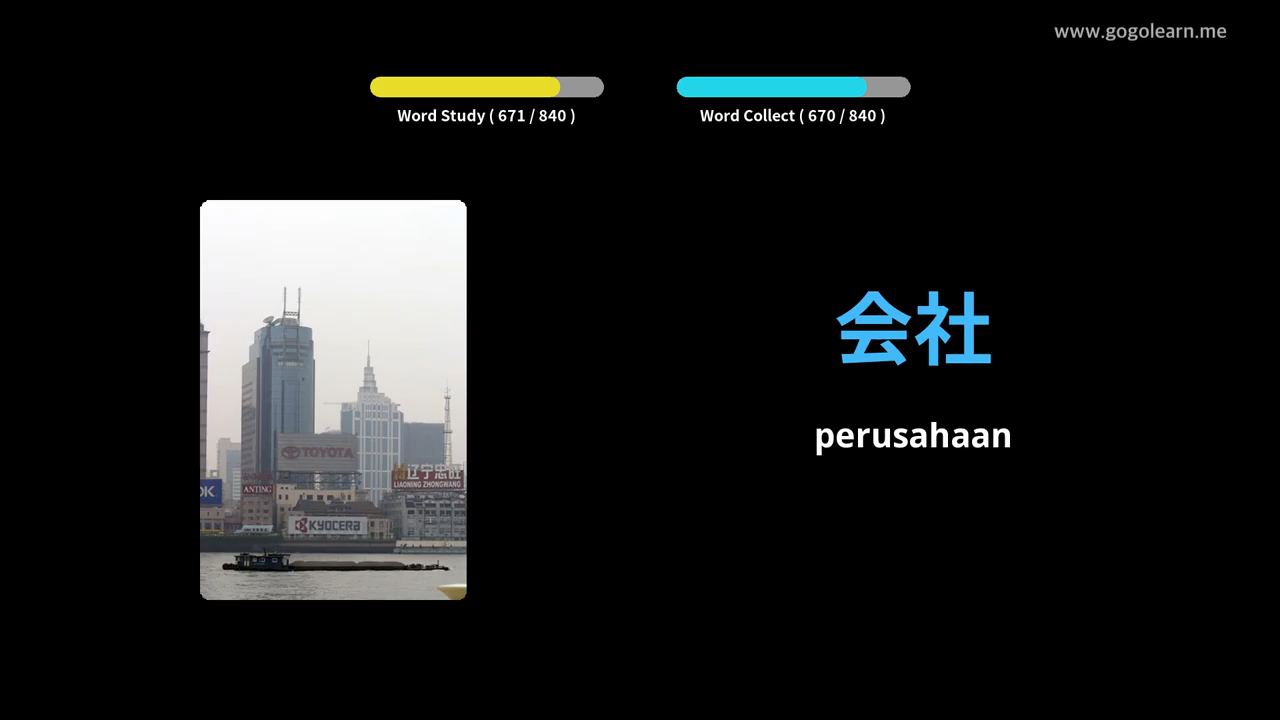 www.gogolearn.me
Word Study ( 671 / 840 )
Word Collect ( 670 / 840 )
会社
perusahaan
TOYOTA
辽宁忠旺
LIAONING ZHONGWANG
OK
ANTING
KYOCERA